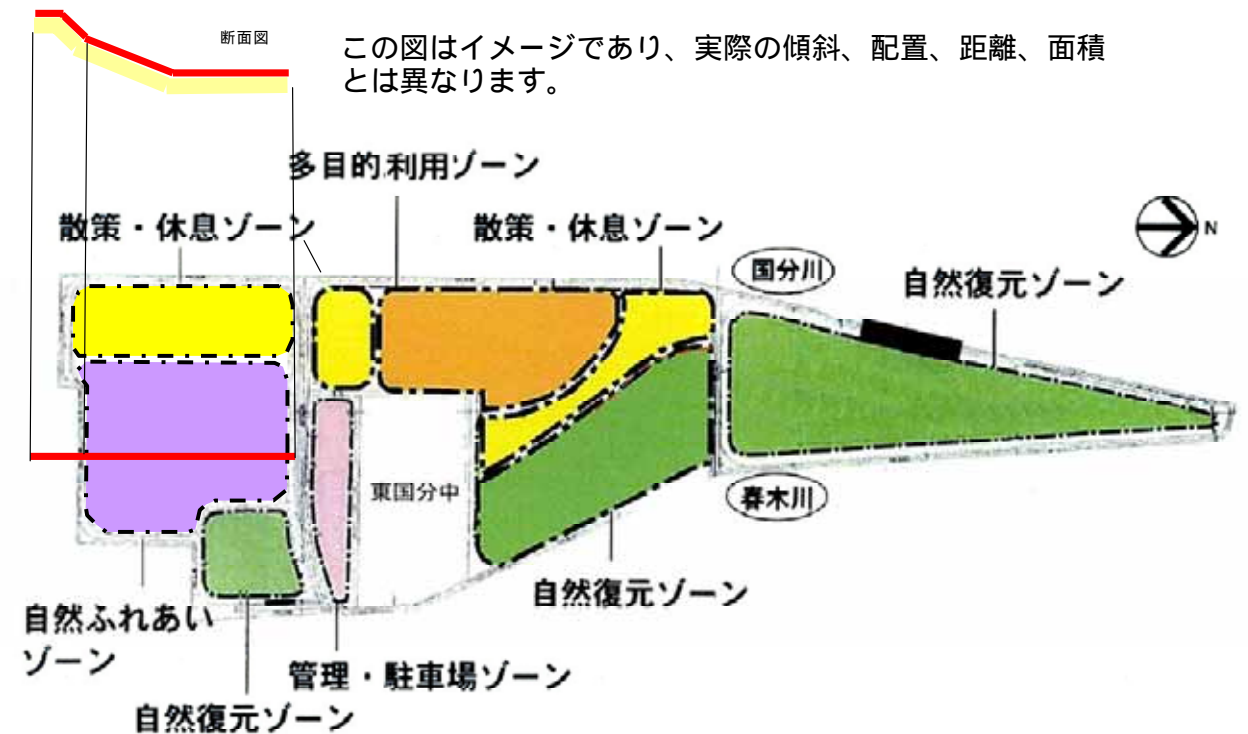 断面図
この図はイメージであり、実際の傾斜、配置、距離、面積
とは異なります。
多目的利用ゾーン
散策・休息ゾーン
散策・休息ゾーン
N
国分川
自然復元ゾーン
東国分中
春木川
自然復元ゾーン
自然ふれあい
ゾーン
管理・駐車場ゾーン
自然復元ゾーン